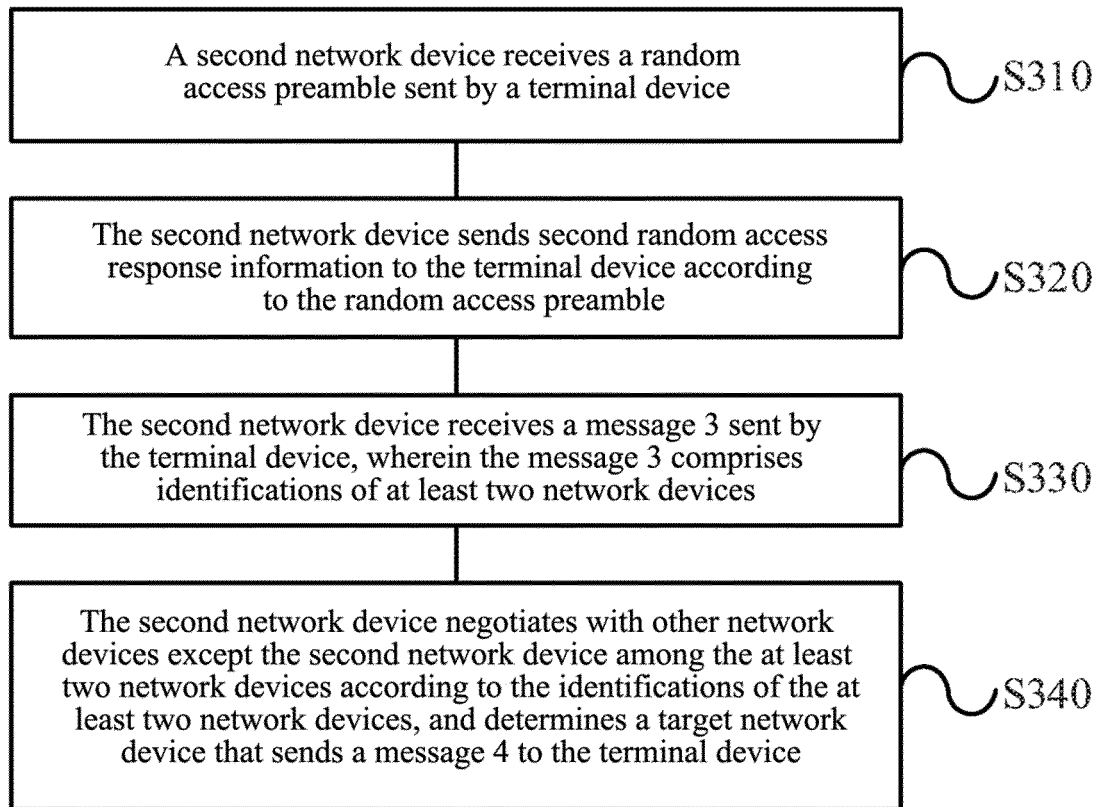 A second network device receives a random
access preamble sent by a terminal device
S310
The second network device sends second random access
response information to the terminal device according
to the random access preamble
S320
The second network device receives a message 3 sent by
the terminal device, wherein the message 3 comprises
identifications of at least two network devices
S330
The second network device negotiates with other network
devices except the second network device among the at least
two network devices according to the identifications of the at
least two network devices, and determines a target network
device that sends a message 4 to the terminal device
S340